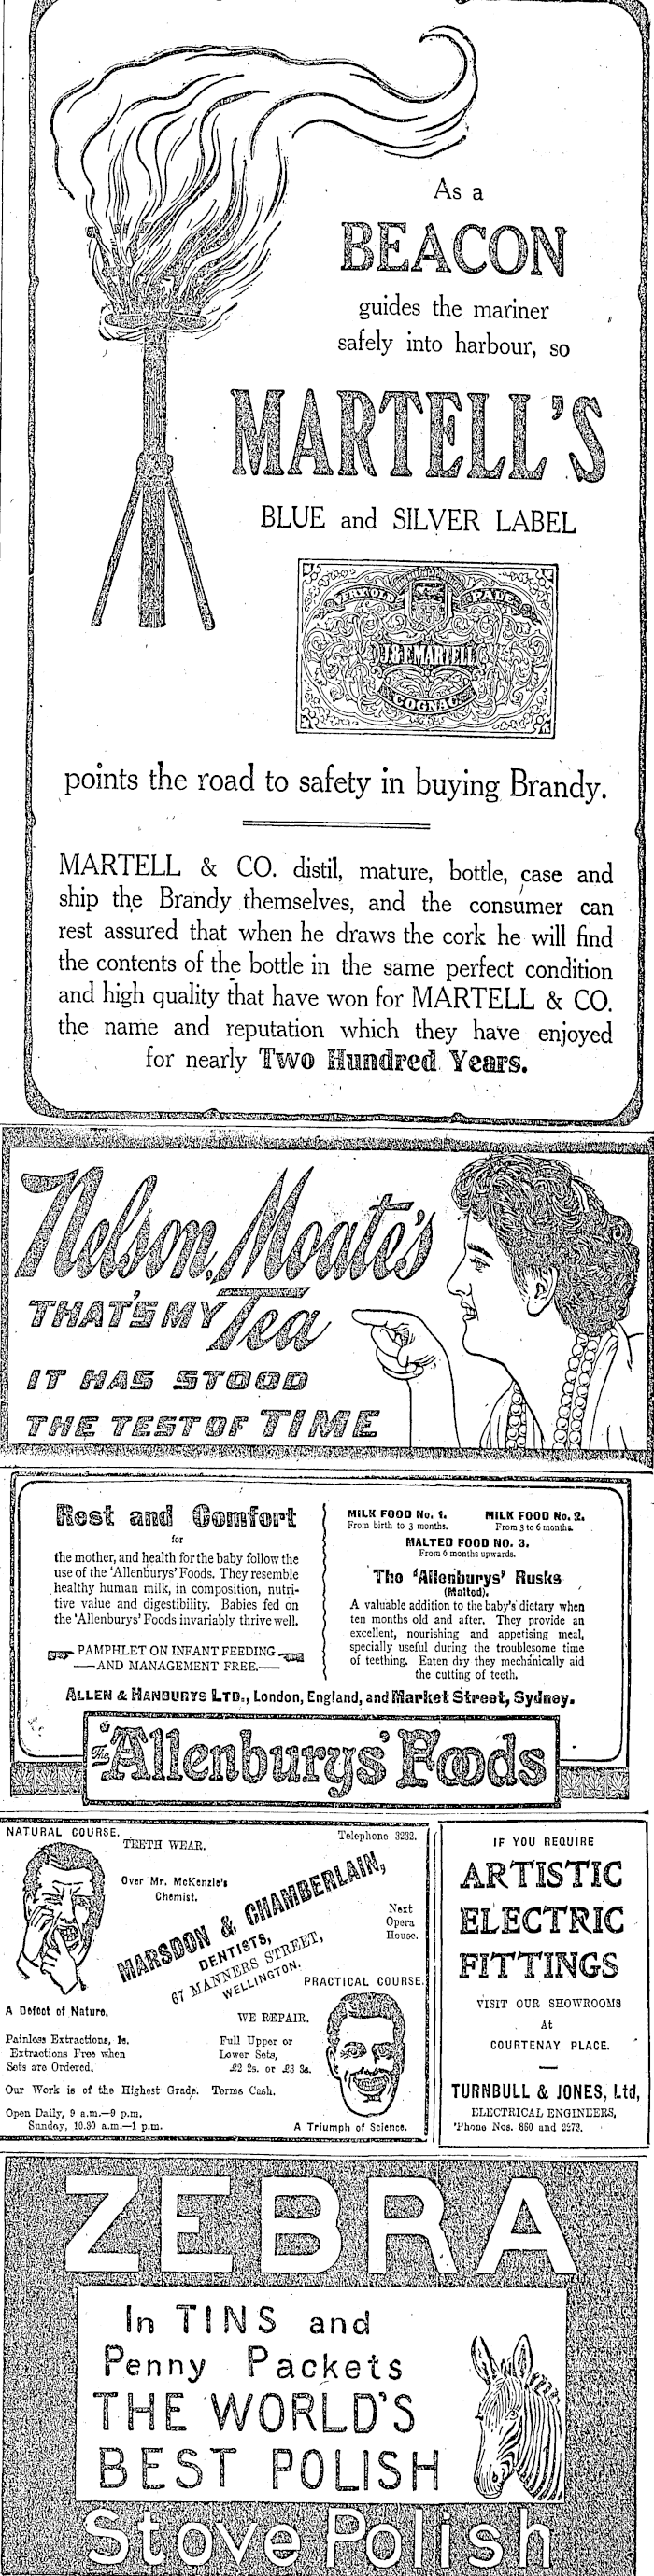 As a
BEACON
guides the mariner
safely into harbour, so
MARTELL'S
BLUE and SILVER LABEL
J&F MARTELL
COGNAC
points the road to safety in buying Brandy.
MARTELL & CO. distil, mature, bottle, case and
ship the Brandy themselves, and the consumer can
rest assured that when he draws the cork he will find
the contents of the bottle in the same perfect condition
and high quality that have won for MARTELL & CO.
the name and reputation which they have enjoyed
for nearly Two Hundred Years.
Nelson, Moate's
THAT'S MY Tea
IT HAS STOOD
THE TEST OF TIME
Rest and Comfort
for
the mother, and health for the baby follow the
use of the 'Allenburys' Foods. They resemble
healthy human milk, in composition, nutri-
tive value and digestibility. Babies fed on
the 'Allenburys' Foods invariably thrive well.
PAMPHLET ON INFANT FEEDING
—AND MANAGEMENT FREE.—
MILK FOOD No. 1. MILK FOOD No. 2.
From birth to 3 months. From 3 to 6 months.
MALTED FOOD NO. 3.
From 6 months upwards.
The 'Allenburys' Rusks
(Malted).
A valuable addition to the baby's dietary when
ten months old and after. They provide an
excellent, nourishing and appetising meal,
specially useful during the troublesome time
of teething. Eaten dry they mechanically aid
the cutting of teeth.
ALLEN & HANBURYS LTD., London, England, and Market Street, Sydney.
The 'Allenburys' Foods
NATURAL COURSE.
TEETH WEAR.
Telephone 3232.
Over Mr. McKenzie's
Chemist.
MARSDON & CHAMBERLAIN,
DENTISTS,
67 MANNERS STREET,
WELLINGTON.
Next
Opera
House.
PRACTICAL COURSE.
A Defect of Nature.
WE REPAIR.
Painless Extractions, 1s.
Extractions Free when
Sets are Ordered.
Full Upper or
Lower Sets,
£2 2s. or £3 3s.
Our Work is of the Highest Grade. Terms Cash.
Open Daily, 9 a.m.—9 p.m.
Sunday, 10.30 a.m.—1 p.m.
A Triumph of Science.
IF YOU REQUIRE
ARTISTIC
ELECTRIC
FITTINGS
VISIT OUR SHOWROOMS
At
COURTENAY PLACE.
TURNBULL & JONES, Ltd,
ELECTRICAL ENGINEERS,
'Phone Nos. 860 and 2273.
ZEBRA
In TINS and
Penny Packets
THE WORLD'S
BEST POLISH
Stove Polish